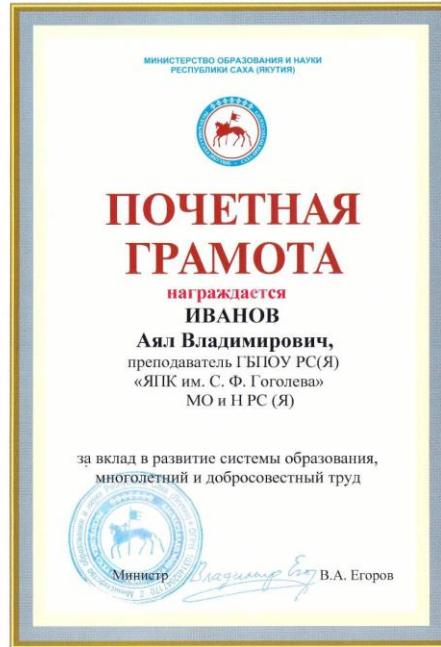 МИНИСТЕРСТВО ОБРАЗОВАНИЯ И НАУКИ
РЕСПУБЛИКИ САХА (ЯКУТИЯ)
ПОЧЕТНАЯ
ГРАМОТА
награждается
ИВАНОВ
Аял Владимирович,
преподаватель ГБПОУ РС(Я)
«ЯПК им. С. Ф. Гоголева»
МО и Н РС (Я)
за вклад в развитие системы образования,
многолетний и добросовестный труд
Министр
В.А. Егоров